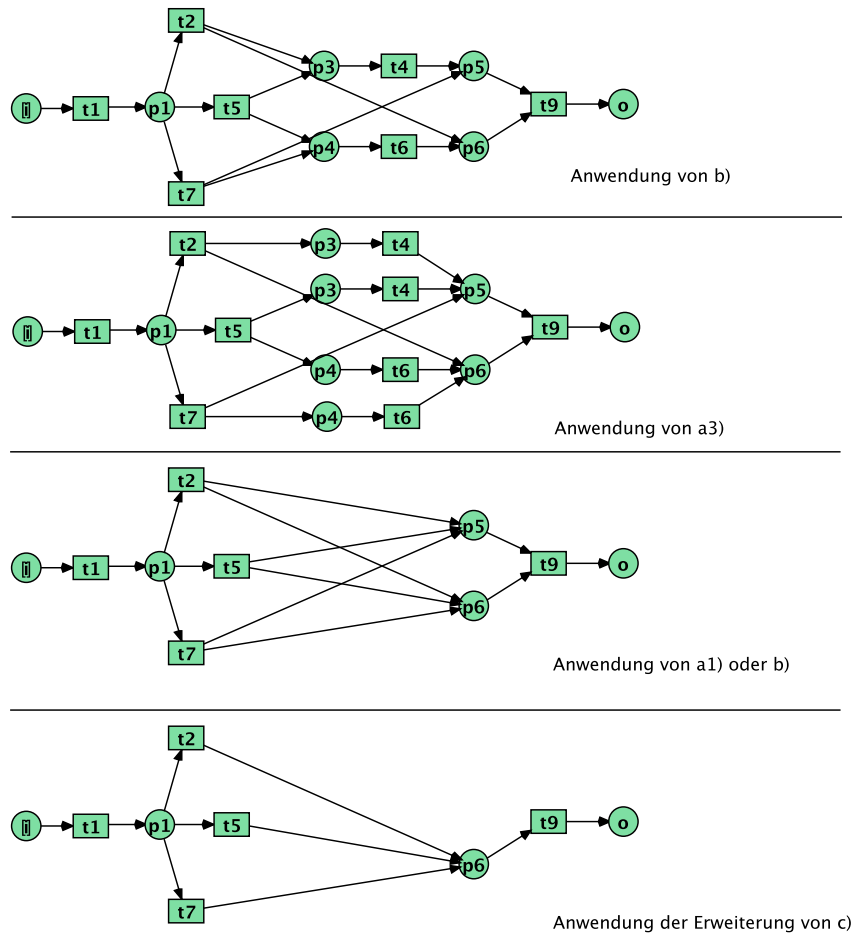 t2
p3 t4 p5
[i] t1 p1 t5 t9 o
p4 t6 p6
t7
Anwendung von b)
t2 p3 t4
p3 t4 p5
[i] t1 p1 t5 t9 o
p4 t6 p6
t7 p4 t6
Anwendung von a3)
t2
p5
[i] t1 p1 t5 t9 o
p6
t7
Anwendung von a1) oder b)
t2
[i] t1 p1 t5 t9 o
p6
t7
Anwendung der Erweiterung von c)